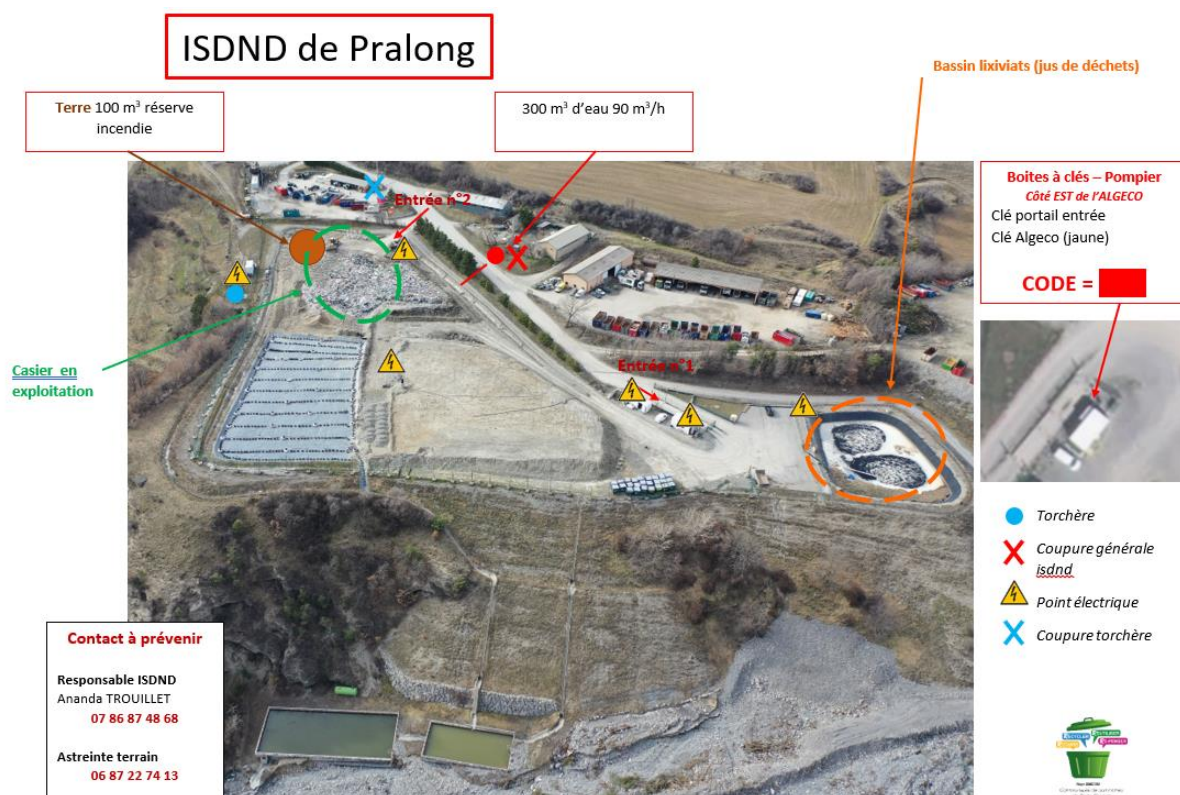 ISDND de Pralong
Bassin lixiviats (jus de déchets)
Terre 100 m³ réserve
incendie
300 m³ d'eau 90 m³/h
Boites à clés – Pompier
Côté EST de l'ALGECO
Clé portail entrée
Clé Algeco (jaune)
CODE =
Entrée n°2
Casier en
exploitation
Entrée n°1
Torchère
Coupure générale
isdnd
Point électrique
Coupure torchère
Contact à prévenir
Responsable ISDND
Ananda TROUILLET
07 86 87 48 68
Astreinte terrain
06 87 22 74 13